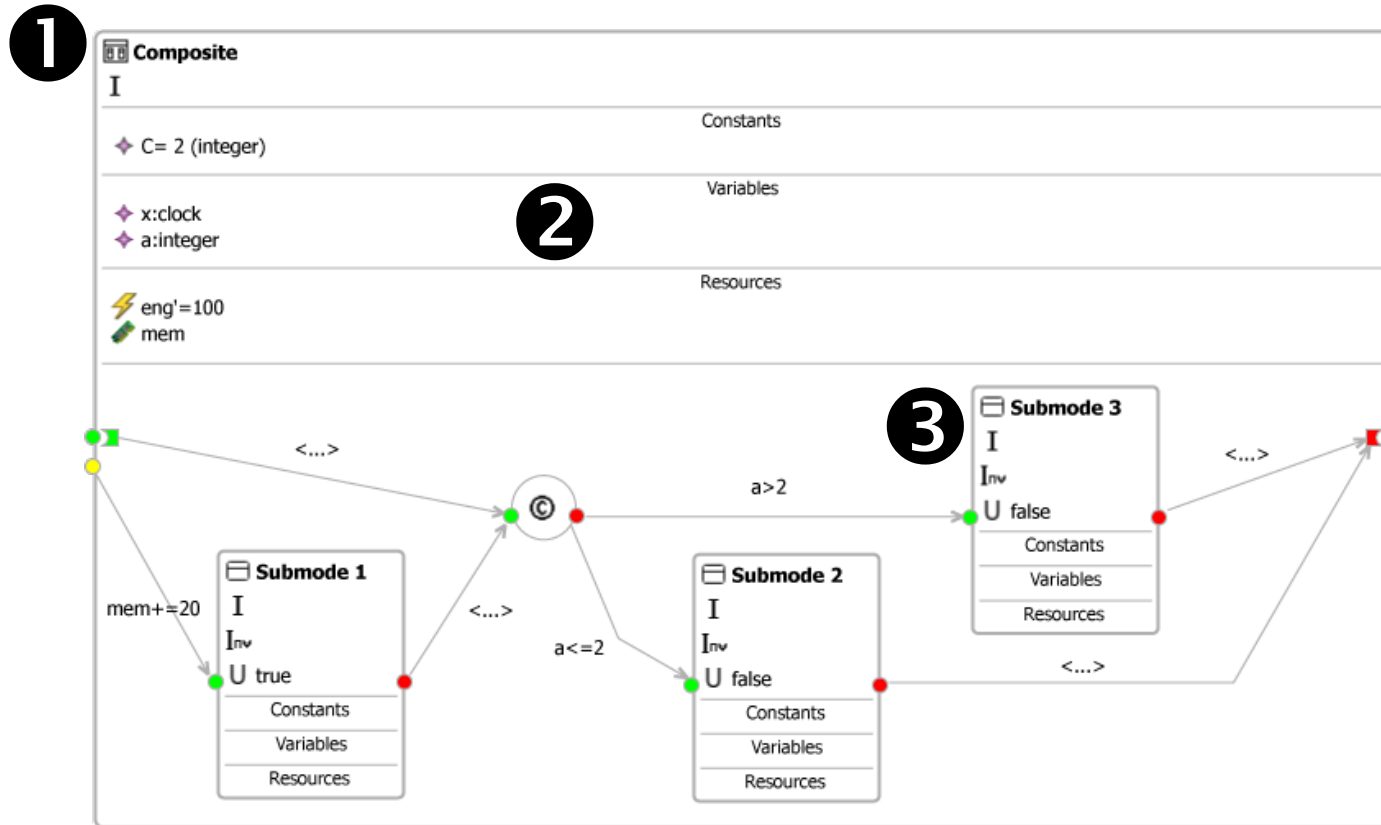 1
Composite
I
Constants
C= 2 (integer)
Variables
x:clock
a:integer
2
Resources
eng'=100
mem
3
Submode 3
I
Inv
U false
Constants
Variables
Resources
<...>
<...>
©
a>2
Submode 1
I
Inv
U true
Constants
Variables
Resources
mem+=20
<...>
a<=2
Submode 2
I
Inv
U false
Constants
Variables
Resources
<...>